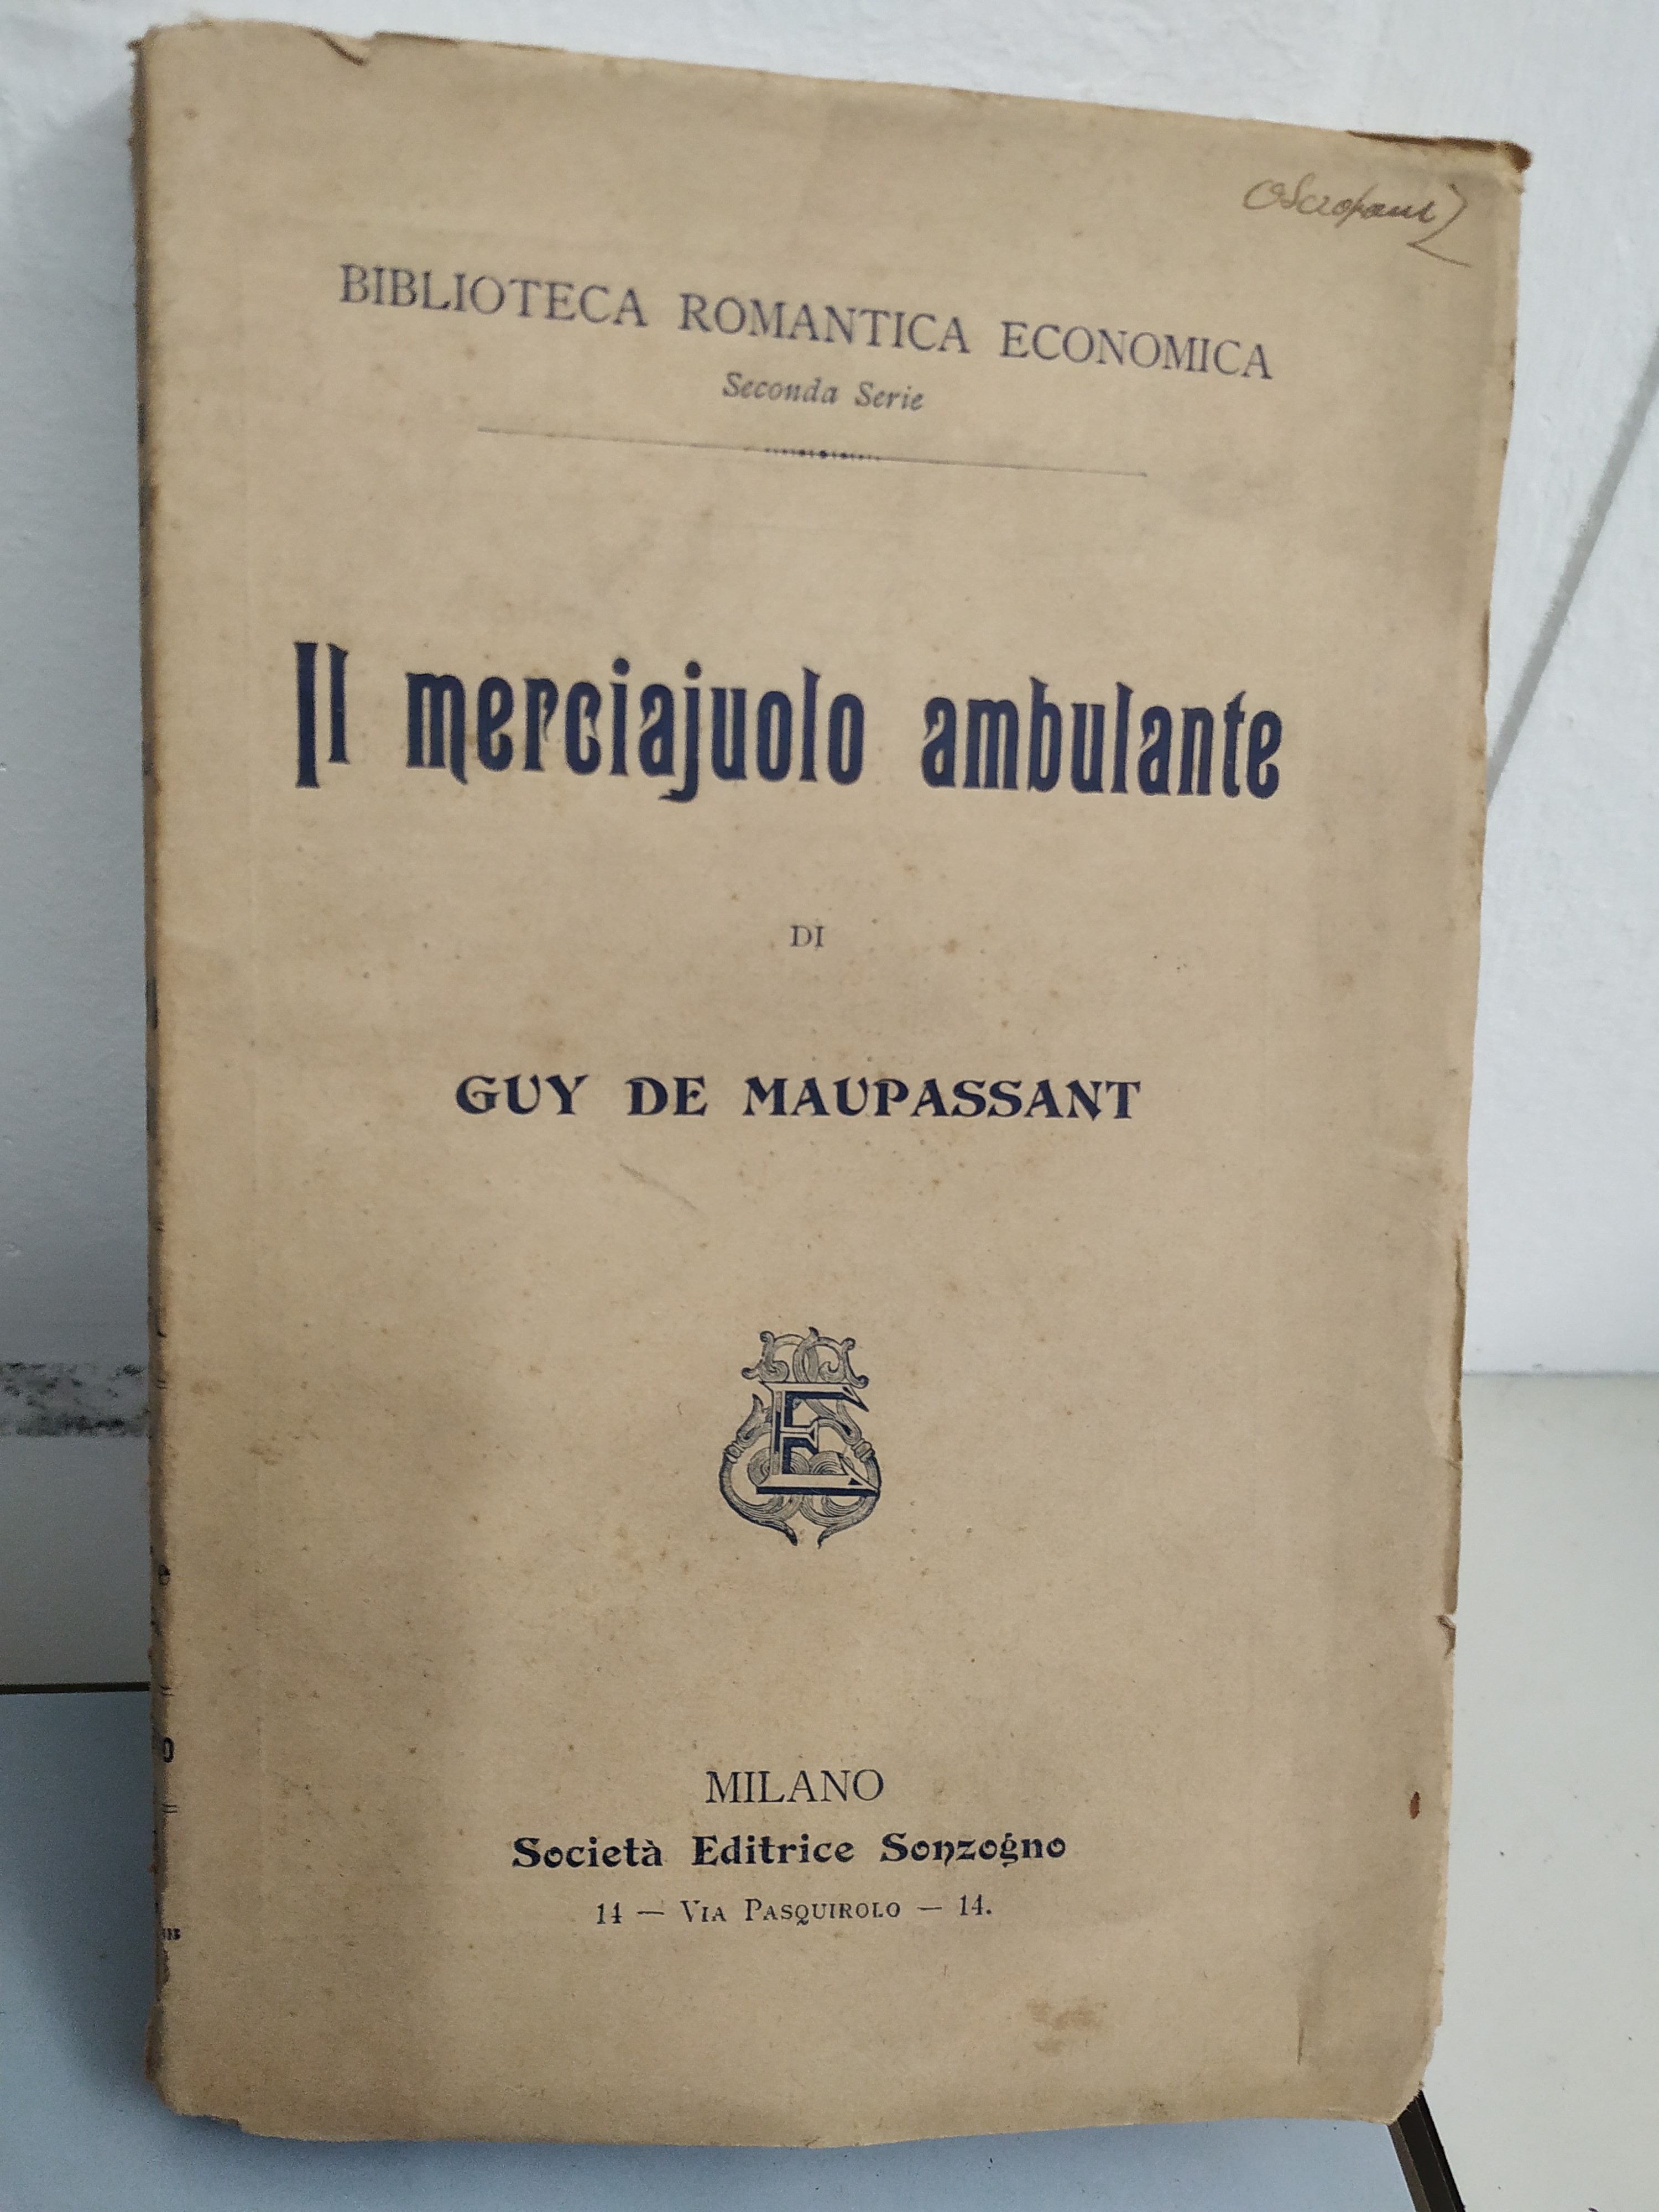 BIBLIOTECA ROMANTICA ECONOMICA
Seconda Serie
Il merciajuolo ambulante
DI
GUY DE MAUPASSANT
E
MILANO
Società Editrice Sonzogno
14 — VIA PASQUIROLO — 14.